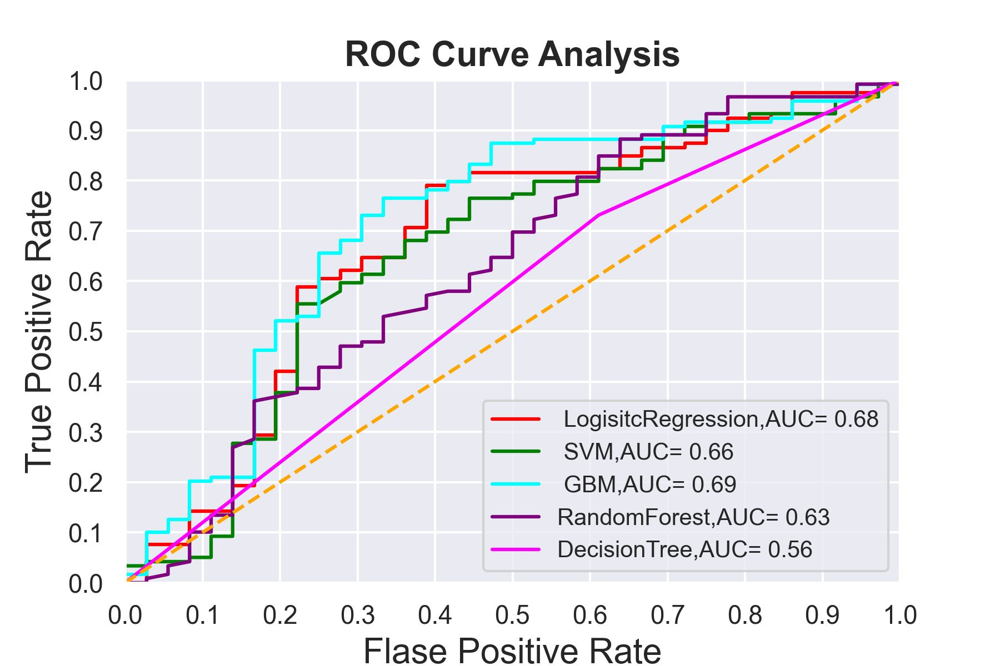 ROC Curve Analysis
True Positive Rate
1.0
0.9
0.8
0.7
0.6
0.5
0.4
0.3
0.2
0.1
0.0
LogisitcRegression,AUC= 0.68
SVM,AUC= 0.66
GBM,AUC= 0.69
RandomForest,AUC= 0.63
DecisionTree,AUC= 0.56
0.0 0.1 0.2 0.3 0.4 0.5 0.6 0.7 0.8 0.9 1.0
Flase Positive Rate